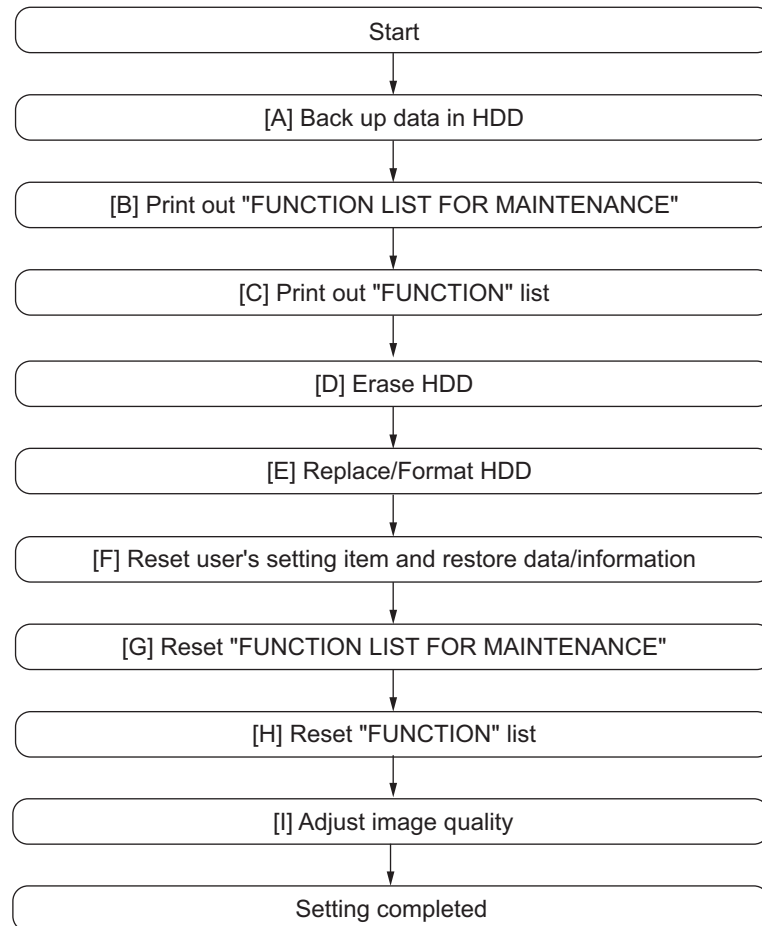 Start
[A] Back up data in HDD
[B] Print out "FUNCTION LIST FOR MAINTENANCE"
[C] Print out "FUNCTION" list
[D] Erase HDD
[E] Replace/Format HDD
[F] Reset user's setting item and restore data/information
[G] Reset "FUNCTION LIST FOR MAINTENANCE"
[H] Reset "FUNCTION" list
[I] Adjust image quality
Setting completed